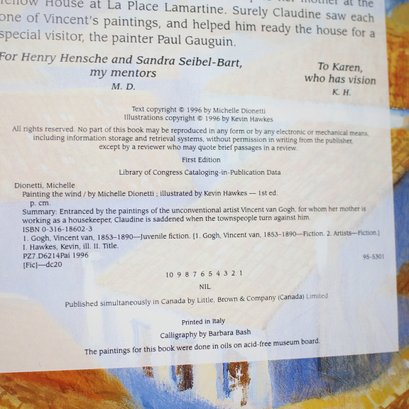 Yellow House at La Place Lamartine. Surely Claudine saw each
one of Vincent's paintings, and helped him ready the house for a
special visitor, the painter Paul Gauguin.
For Henry Hensche and Sandra Seibel-Bart,
my mentors
M. D.
To Karen,
who has vision
K. H.
Text copyright © 1996 by Michelle Dionetti
Illustrations copyright © 1996 by Kevin Hawkes
All rights reserved. No part of this book may be reproduced in any form or by any electronic or mechanical means,
including information storage and retrieval systems, without permission in writing from the publisher,
except by a reviewer who may quote brief passages in a review.
First Edition
Library of Congress Cataloging-in-Publication Data
Dionetti, Michelle
Painting the wind / by Michelle Dionetti ; illustrated by Kevin Hawkes — 1st ed.
p. cm.
Summary: Entranced by the paintings of the unconventional artist Vincent van Gogh, for whom her mother is
working as a housekeeper, Claudine is saddened when the townspeople turn against him.
ISBN 0-316-18602-3
1. Gogh, Vincent van, 1853–1890—Juvenile fiction. [1. Gogh, Vincent van, 1853–1890—Fiction. 2. Artists—Fiction.]
I. Hawkes, Kevin, ill. II. Title.
PZ7.D6214Pai 1996
[Fic]—dc20
95-5301
10 9 8 7 6 5 4 3 2 1
NIL
Published simultaneously in Canada by Little, Brown & Company (Canada) Limited
Printed in Italy
Calligraphy by Barbara Bash
The paintings for this book were done in oils on acid-free museum board.